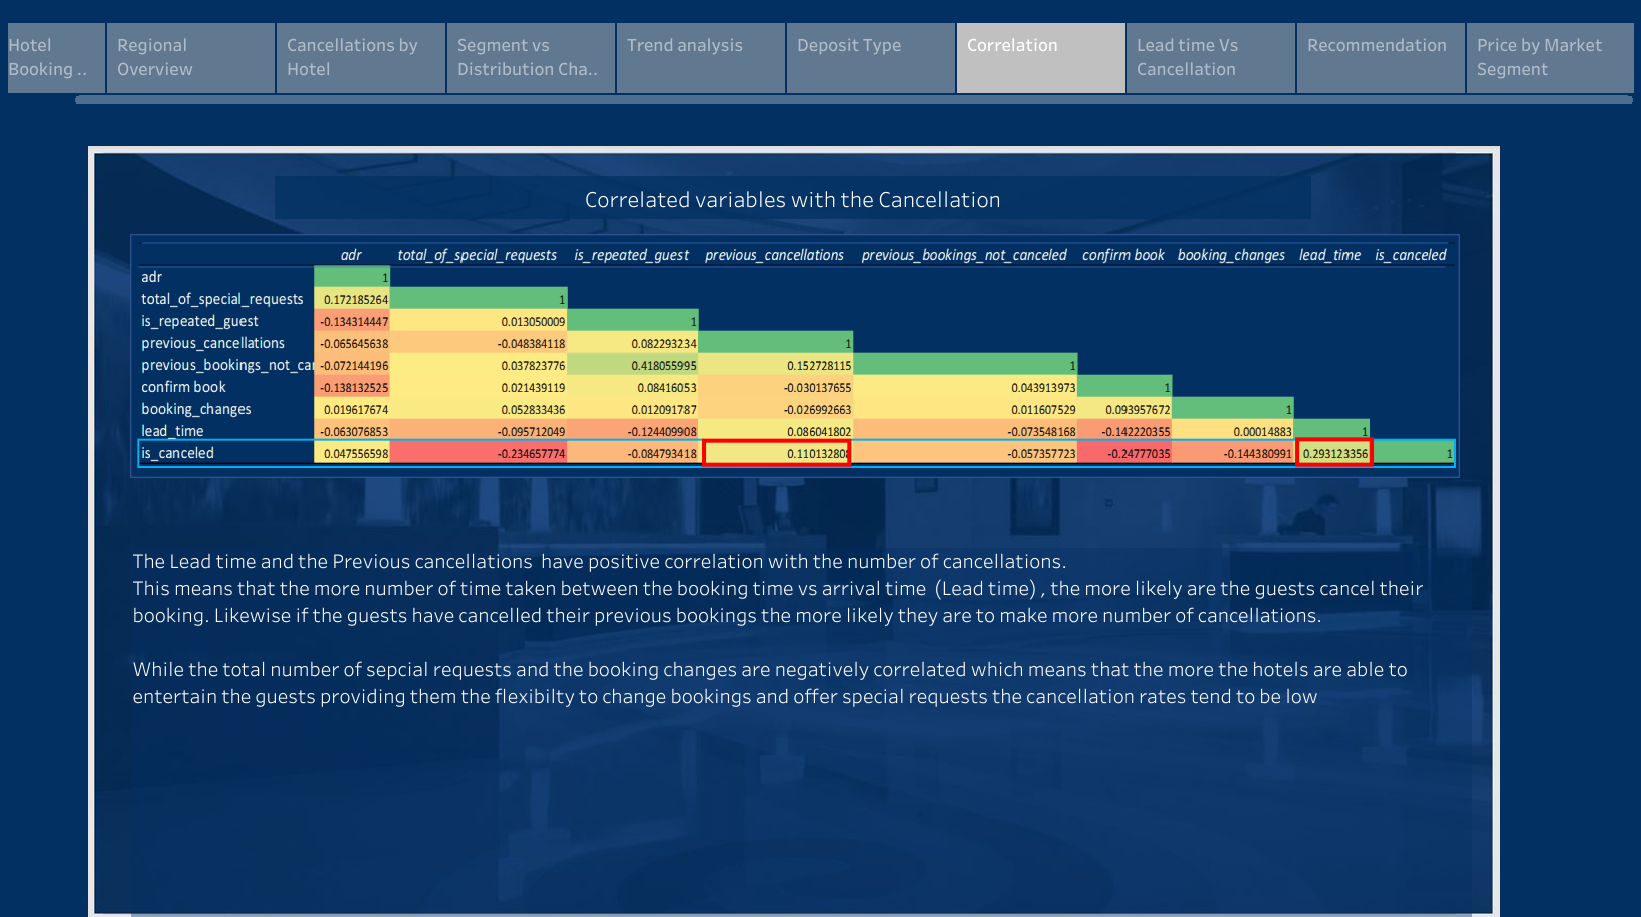 Hotel
Booking ..
Regional
Overview
Cancellations by
Hotel
Segment vs
Distribution Cha..
Trend analysis
Deposit Type
Correlation
Lead time Vs
Cancellation
Recommendation
Price by Market
Segment
Correlated variables with the Cancellation
adr total_of_special_requests is_repeated_guest previous_cancellations previous_bookings_not_canceled confirm book booking_changes lead_time is_canceled
adr 1
total_of_special_requests 0.172185264 1
is_repeated_guest -0.134314447 0.013050009 1
previous_cancellations -0.065645638 -0.048384118 0.082293234 1
previous_bookings_not_car -0.072144196 0.037823776 0.418055995 0.152728115 1
confirm book -0.138132525 0.021439119 0.08416053 -0.030137655 0.043913973 1
booking_changes 0.019617674 0.052833436 0.012091787 -0.026992663 0.011607529 0.093957672 1
lead_time -0.063076853 -0.095712049 -0.124409908 0.086041802 -0.073548168 -0.142220355 0.00014883 1
is_canceled 0.047556598 -0.234657774 -0.084793418 0.110132808 -0.057357723 -0.24777035 -0.144380991 0.293123356 1
The Lead time and the Previous cancellations have positive correlation with the number of cancellations.
This means that the more number of time taken between the booking time vs arrival time (Lead time) , the more likely are the guests cancel their
booking. Likewise if the guests have cancelled their previous bookings the more likely they are to make more number of cancellations.
While the total number of sepcial requests and the booking changes are negatively correlated which means that the more the hotels are able to
entertain the guests providing them the flexibilty to change bookings and offer special requests the cancellation rates tend to be low